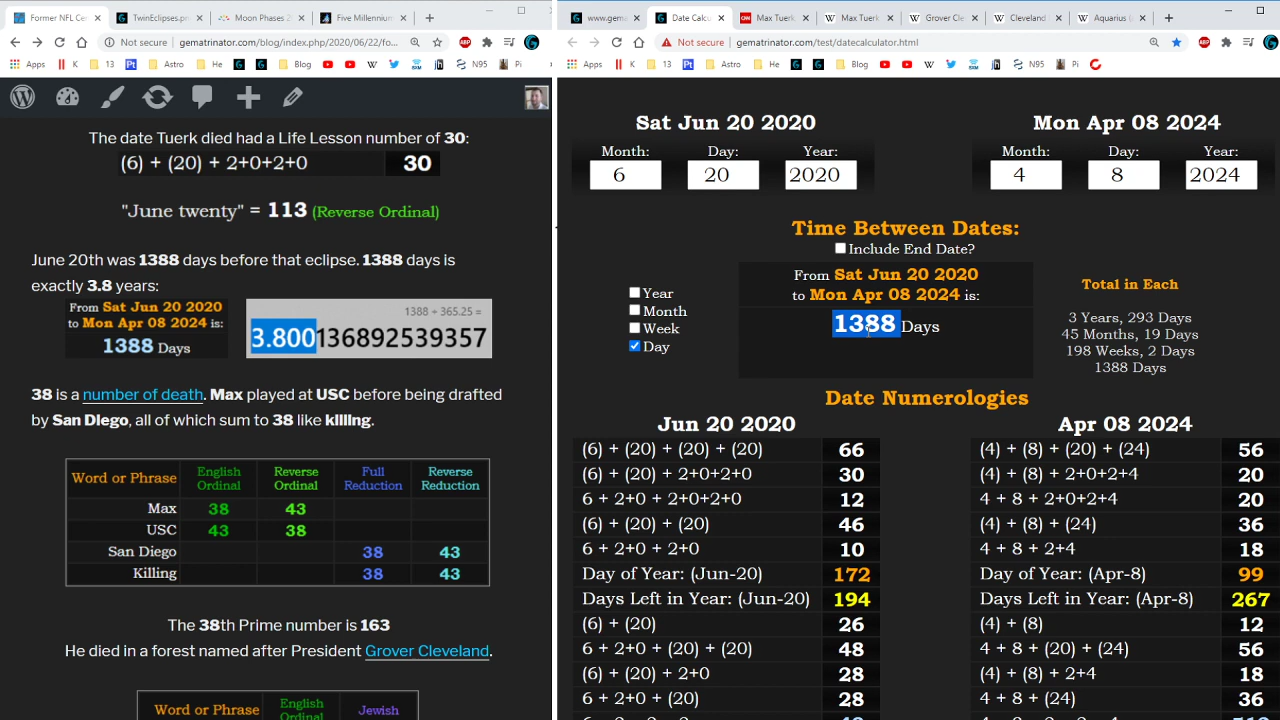 Former NFL Cen
TwinEclipses.p
Moon Phases 2
Five Millennium
Not secure | gematrinator.com/blog/index.php/2020/06/22/fo...
Apps
K
13
Pt
Astro
He
Blog
N95
Pi
The date Tuerk died had a Life Lesson number of 30:
(6) + (20) + 2+0+2+0 30
"June twenty" = 113 (Reverse Ordinal)
June 20th was 1388 days before that eclipse. 1388 days is
exactly 3.8 years:
From Sat Jun 20 2020
to Mon Apr 08 2024 is:
1388 Days
1388 ÷ 365.25 =
3.800136892539357
38 is a number of death. Max played at USC before being drafted
by San Diego, all of which sum to 38 like killing.
Word or Phrase English Ordinal Reverse Ordinal Full Reduction Reverse Reduction
Max 38 43
USC 43 38
San Diego 38 43
Killing 38 43
The 38th Prime number is 163
He died in a forest named after President Grover Cleveland.
Word or Phrase English Ordinal Jewish
www.gema
Date Calcu
Max Tuerk
Max Tuerk
Grover Cle
Cleveland
Aquarius (
Not secure | gematrinator.com/test/datecalculator.html
Apps
K
13
Pt
Astro
He
Blog
N95
Pi
Sat Jun 20 2020
Month: Day: Year:
6 20 2020
Mon Apr 08 2024
Month: Day: Year:
4 8 2024
Time Between Dates:
Include End Date?
Year
Month
Week
Day
From Sat Jun 20 2020
to Mon Apr 08 2024 is:
1388 Days
Total in Each
3 Years, 293 Days
45 Months, 19 Days
198 Weeks, 2 Days
1388 Days
Date Numerologies
Jun 20 2020
(6) + (20) + (20) + (20) 66
(6) + (20) + 2+0+2+0 30
6 + 2+0 + 2+0+2+0 12
(6) + (20) + (20) 46
6 + 2+0 + 2+0 10
Day of Year: (Jun-20) 172
Days Left in Year: (Jun-20) 194
(6) + (20) 26
6 + 2+0 + (20) + (20) 48
(6) + (20) + 2+0 28
6 + 2+0 + (20) 28
Apr 08 2024
(4) + (8) + (20) + (24) 56
(4) + (8) + 2+0+2+4 20
4 + 8 + 2+0+2+4 20
(4) + (8) + (24) 36
4 + 8 + 2+4 18
Day of Year: (Apr-8) 99
Days Left in Year: (Apr-8) 267
(4) + (8) 12
4 + 8 + (20) + (24) 56
(4) + (8) + 2+4 18
4 + 8 + (24) 36